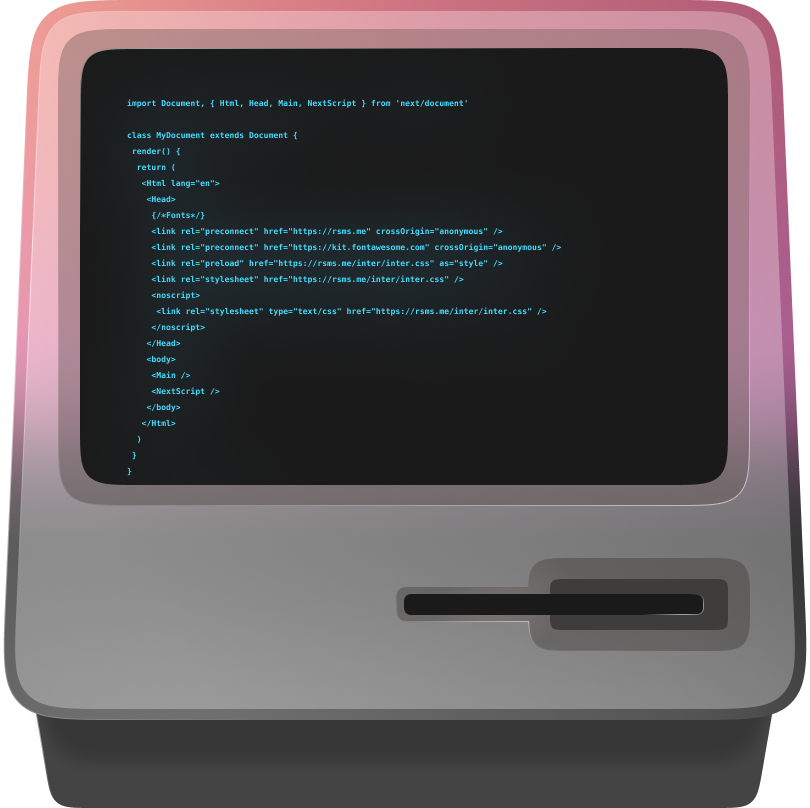 import Document, { Html, Head, Main, NextScript } from 'next/document'
class MyDocument extends Document {
render() {
return (
<Html lang="en">
<Head>
{/*Fonts*/}
<link rel="preconnect" href="https://rsms.me" crossOrigin="anonymous" />
<link rel="preconnect" href="https://kit.fontawesome.com" crossOrigin="anonymous" />
<link rel="preload" href="https://rsms.me/inter/inter.css" as="style" />
<link rel="stylesheet" href="https://rsms.me/inter/inter.css" />
<noscript>
<link rel="stylesheet" type="text/css" href="https://rsms.me/inter/inter.css" />
</noscript>
</Head>
<body>
<Main />
<NextScript />
</body>
</Html>
)
}
}